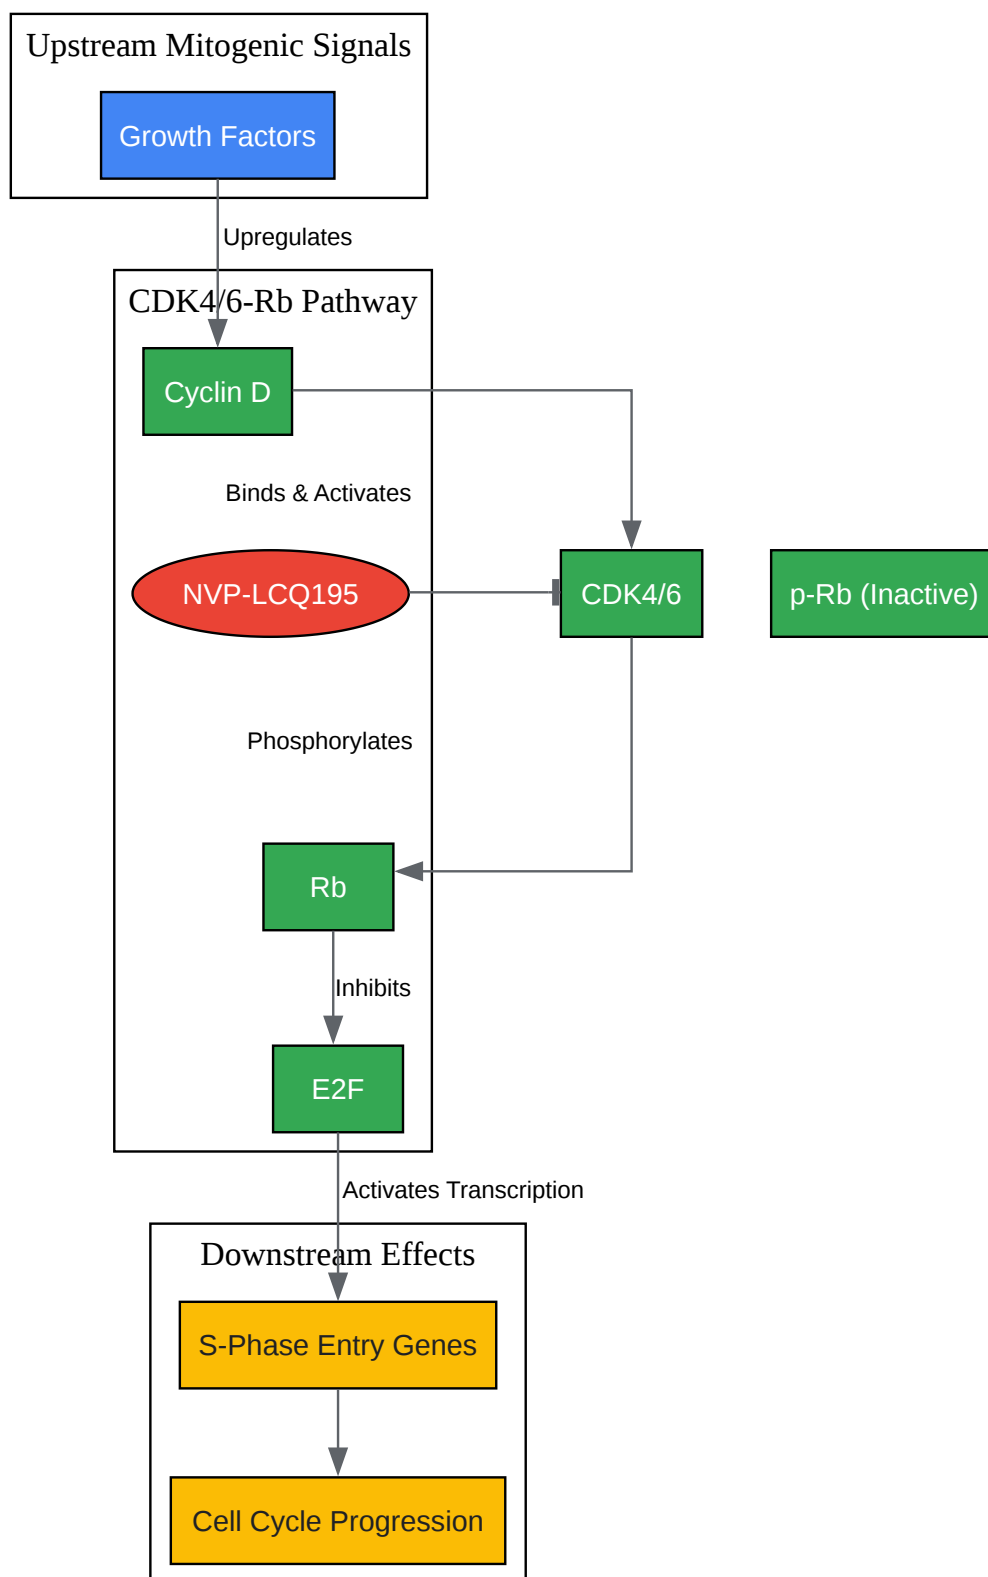 Upstream Mitogenic Signals
Growth Factors
Upregulates
CDK4/6-Rb Pathway
Cyclin D
Binds & Activates
NVP-LCQ195
CDK4/6
p-Rb (Inactive)
Phosphorylates
Rb
Inhibits
E2F
Activates Transcription
Downstream Effects
S-Phase Entry Genes
Cell Cycle Progression